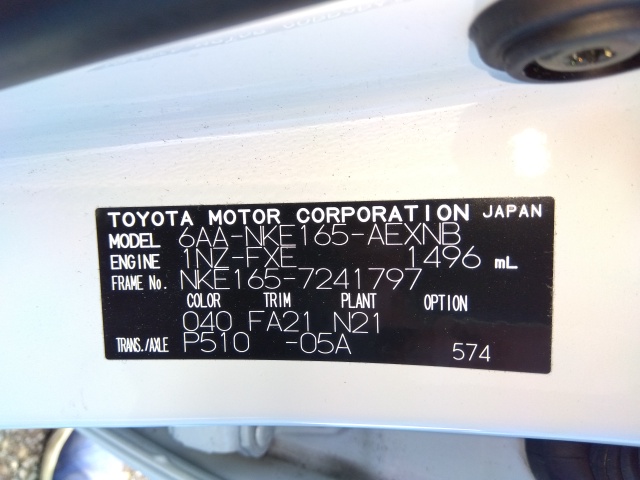 TOYOTA MOTOR CORPORATION JAPAN
MODEL 6AA-NKE165-AEXNB
ENGINE 1NZ-FXE 1496 mL
FRAME No. NKE165-7241797
COLOR TRIM PLANT OPTION
040 FA21 N21
TRANS./AXLE P510 -05A 574